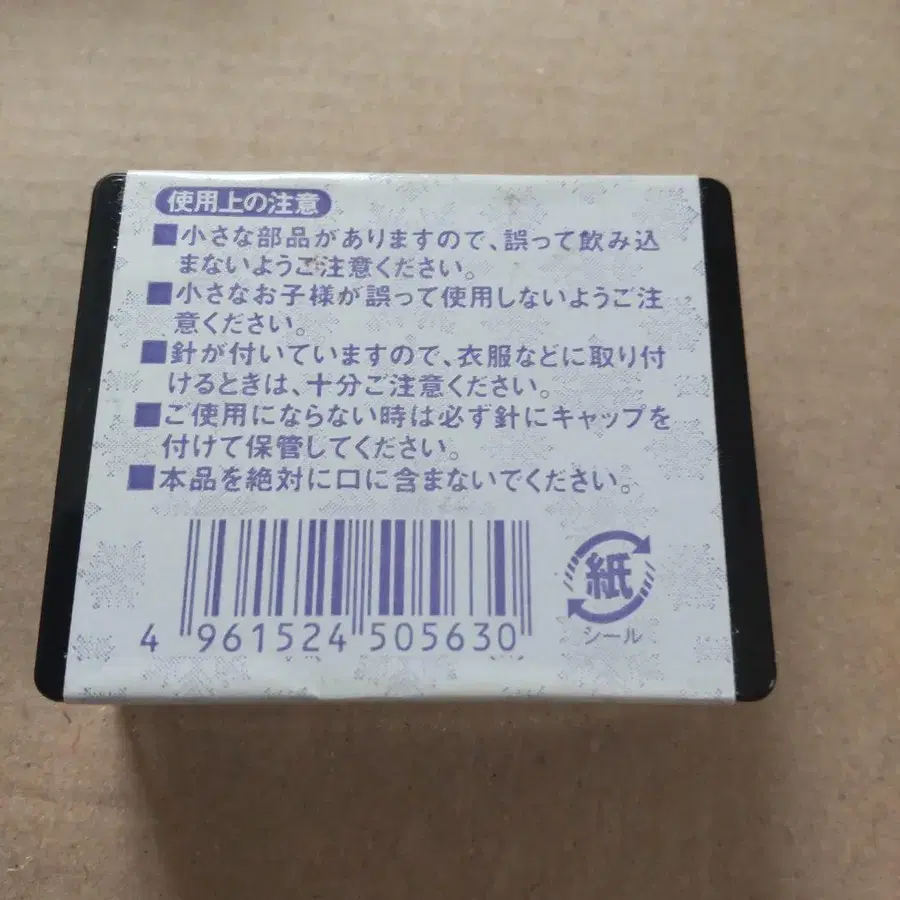 使用上の注意
■小さな部品がありますので、誤って飲み込
まないようご注意ください。
■小さなお子様が誤って使用しないようご注
意ください。
■針が付いていますので、衣服などに取り付
けるときは、十分ご注意ください。
■ご使用にならない時は必ず針にキャップを
付けて保管してください。
■本品を絶対に口に含まないでください。
4 961524 505630
紙
シール